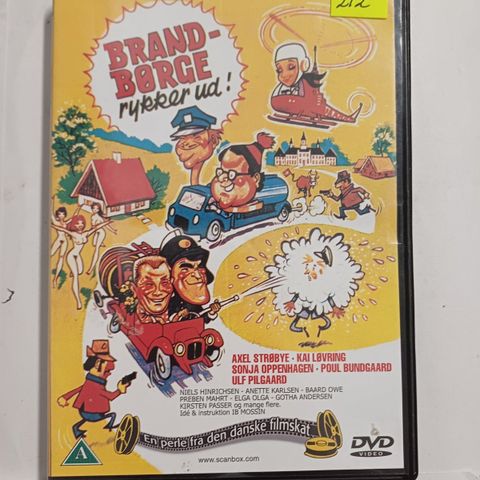 212
BRAND-
BØRGE
rykker ud!
AXEL STRØBYE - KAI LØVRING
SONJA OPPENHAGEN - POUL BUNDGAARD
ULF PILGAARD
NIELS HINRICHSEN - ANETTE KARLSEN - BAARD OWE
PREBEN MAHRT - ELGA OLGA - GOTHA ANDERSEN
KIRSTEN PASSER og mange flere.
Idé & instruktion IB MOSSIN
En perle fra den danske filmskat
A
www.scanbox.com
DVD
VIDEO